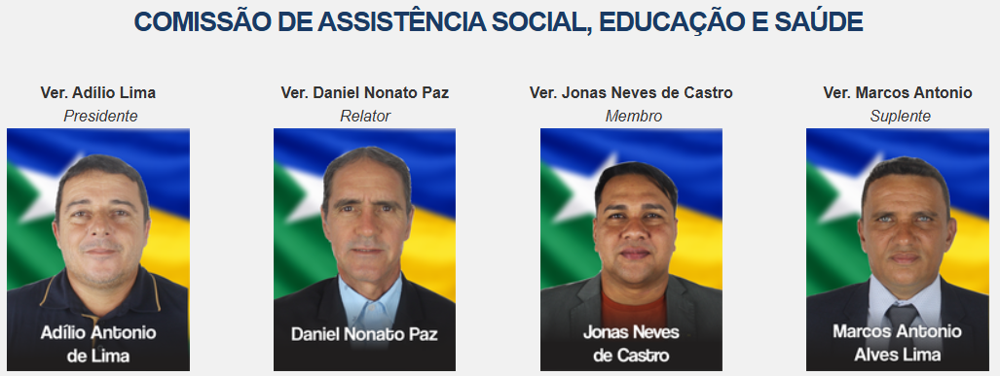 COMISSÃO DE ASSISTÊNCIA SOCIAL, EDUCAÇÃO E SAÚDE
Ver. Adílio Lima
Presidente
Adílio Antonio
de Lima
Ver. Daniel Nonato Paz
Relator
Daniel Nonato Paz
Ver. Jonas Neves de Castro
Membro
Jonas Neves
de Castro
Ver. Marcos Antonio
Suplente
Marcos Antonio
Alves Lima